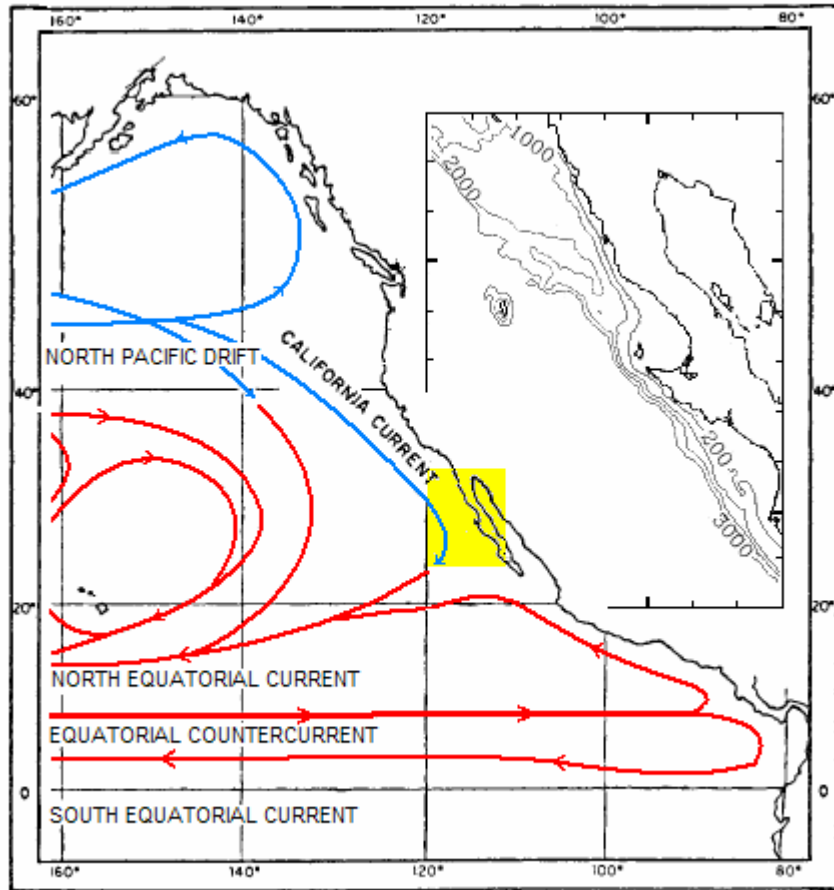 160° 140° 120° 100° 80°
60° 60°
1000
2000
NORTH PACIFIC DRIFT
CALIFORNIA CURRENT
40° 40°
200
3000
20° 20°
NORTH EQUATORIAL CURRENT
EQUATORIAL COUNTERCURRENT
0 0
SOUTH EQUATORIAL CURRENT
160° 140° 120° 100° 80°